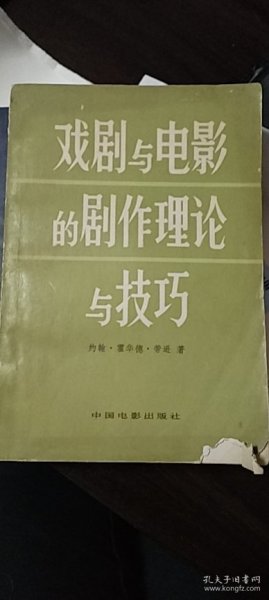 戏剧与电影
的剧作理论
与技巧
约翰·霍华德·劳逊 著
中国电影出版社
孔夫子旧书网
www.kongfz.com